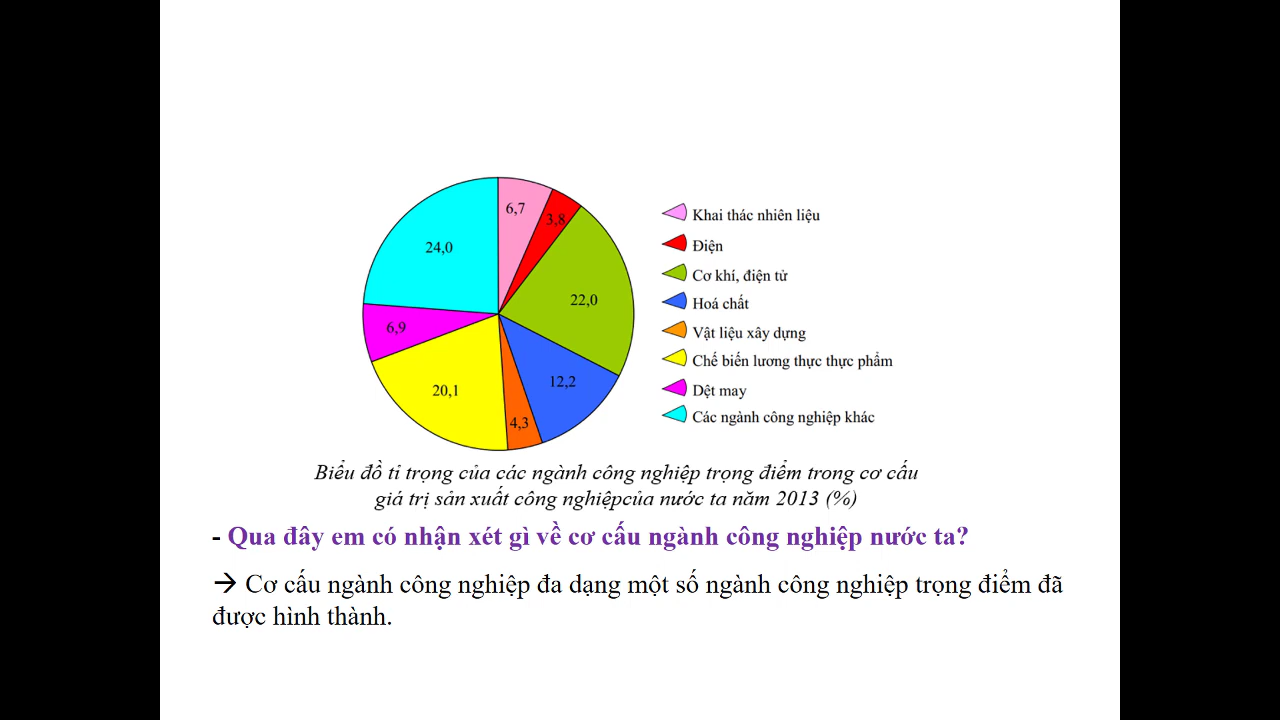 6,7
3,8
22,0
12,2
4,3
20,1
6,9
24,0
Khai thác nhiên liệu
Điện
Cơ khí, điện tử
Hoá chất
Vật liệu xây dựng
Chế biến lương thực thực phẩm
Dệt may
Các ngành công nghiệp khác
Biểu đồ tỉ trọng của các ngành công nghiệp trọng điểm trong cơ cấu
giá trị sản xuất công nghiệpcủa nước ta năm 2013 (%)
- Qua đây em có nhận xét gì về cơ cấu ngành công nghiệp nước ta?
→ Cơ cấu ngành công nghiệp đa dạng một số ngành công nghiệp trọng điểm đã
được hình thành.